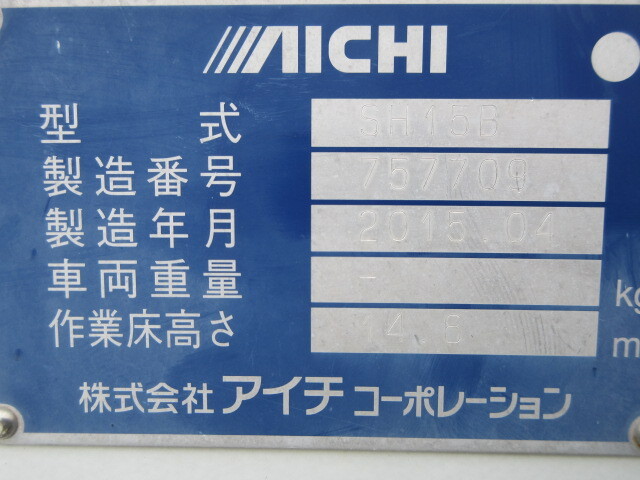 AICHI
型式 SH15B
製造番号 757709
製造年月 2015.04
車両重量 - kg
作業床高さ 14.6 m
株式会社アイチコーポレーション